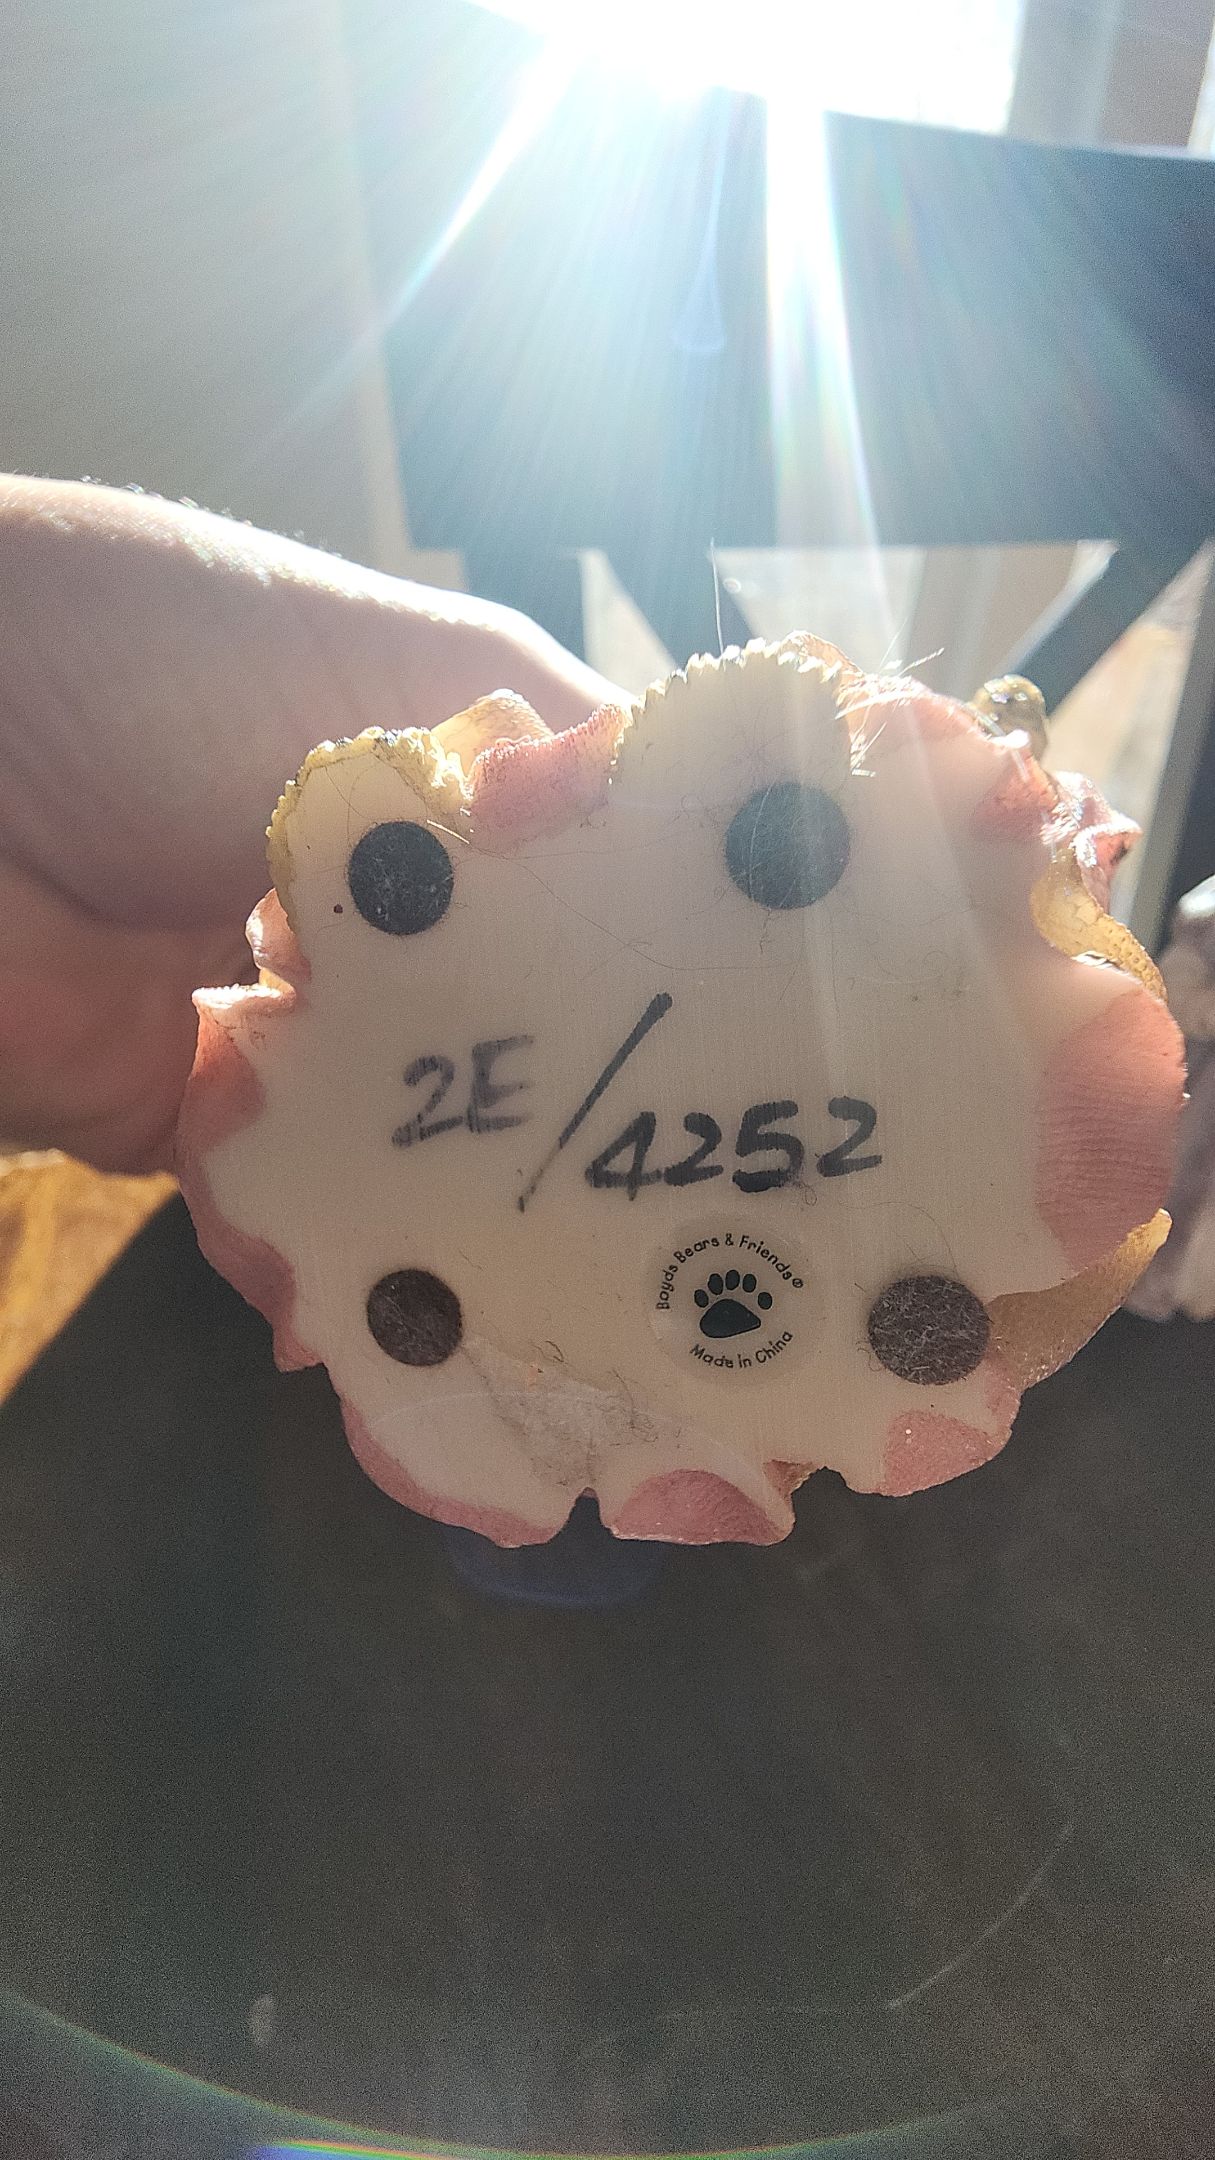 2E/4252
Boyds Bears & Friends®
Made in China